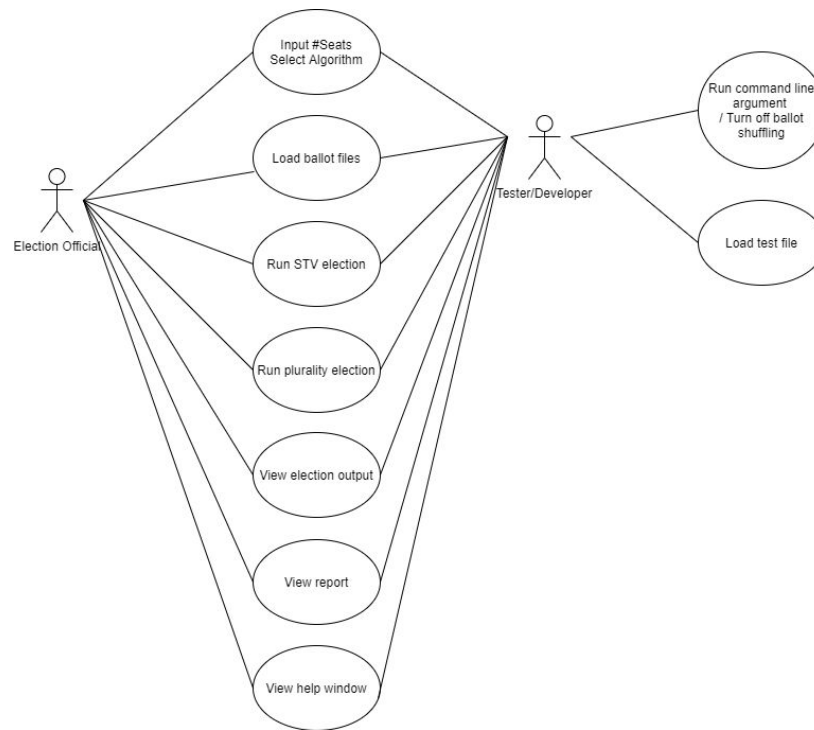 Input #Seats
Select Algorithm
Run command line
argument
/ Turn off ballot
shuffling
Load ballot files
Tester/Developer
Election Official
Run STV election
Load test file
Run plurality election
View election output
View report
View help window